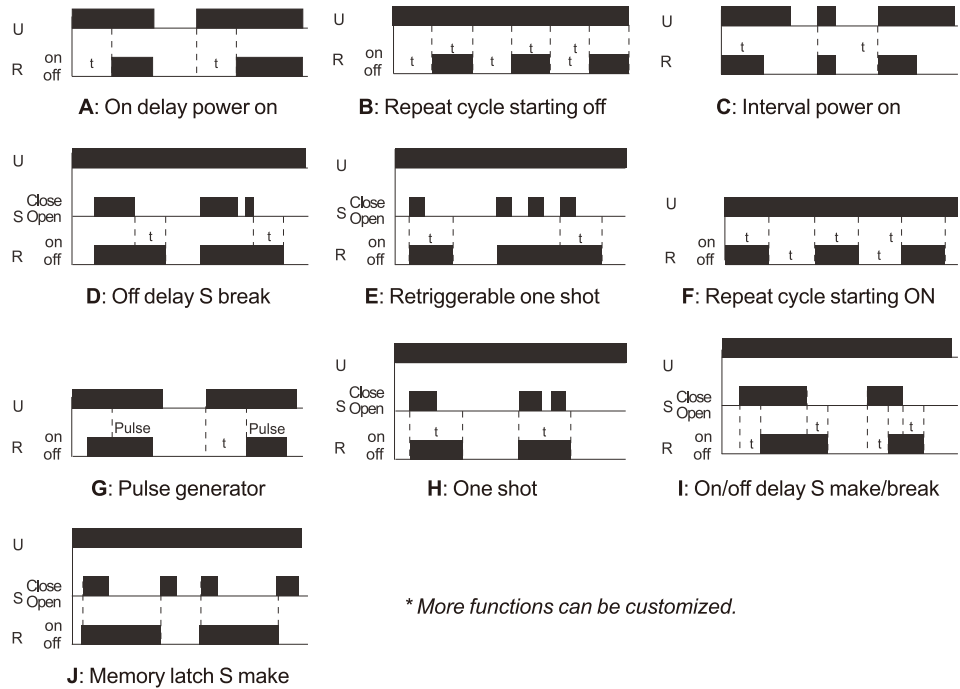 U
on
R off
t
t
A: On delay power on
U
on
R off
t
t
t
t
t
t
B: Repeat cycle starting off
U
on
R off
t
t
C: Interval power on
U
Close
S Open
on
R off
t
t
D: Off delay S break
U
Close
S Open
on
R off
t
t
E: Retriggerable one shot
U
on
R off
t
t
t
t
t
F: Repeat cycle starting ON
U
on
R off
Pulse
t
Pulse
G: Pulse generator
U
Close
S Open
on
R off
t
t
H: One shot
U
Close
S Open
on
R off
t
t
t
t
I: On/off delay S make/break
U
Close
S Open
on
R off
J: Memory latch S make
* More functions can be customized.